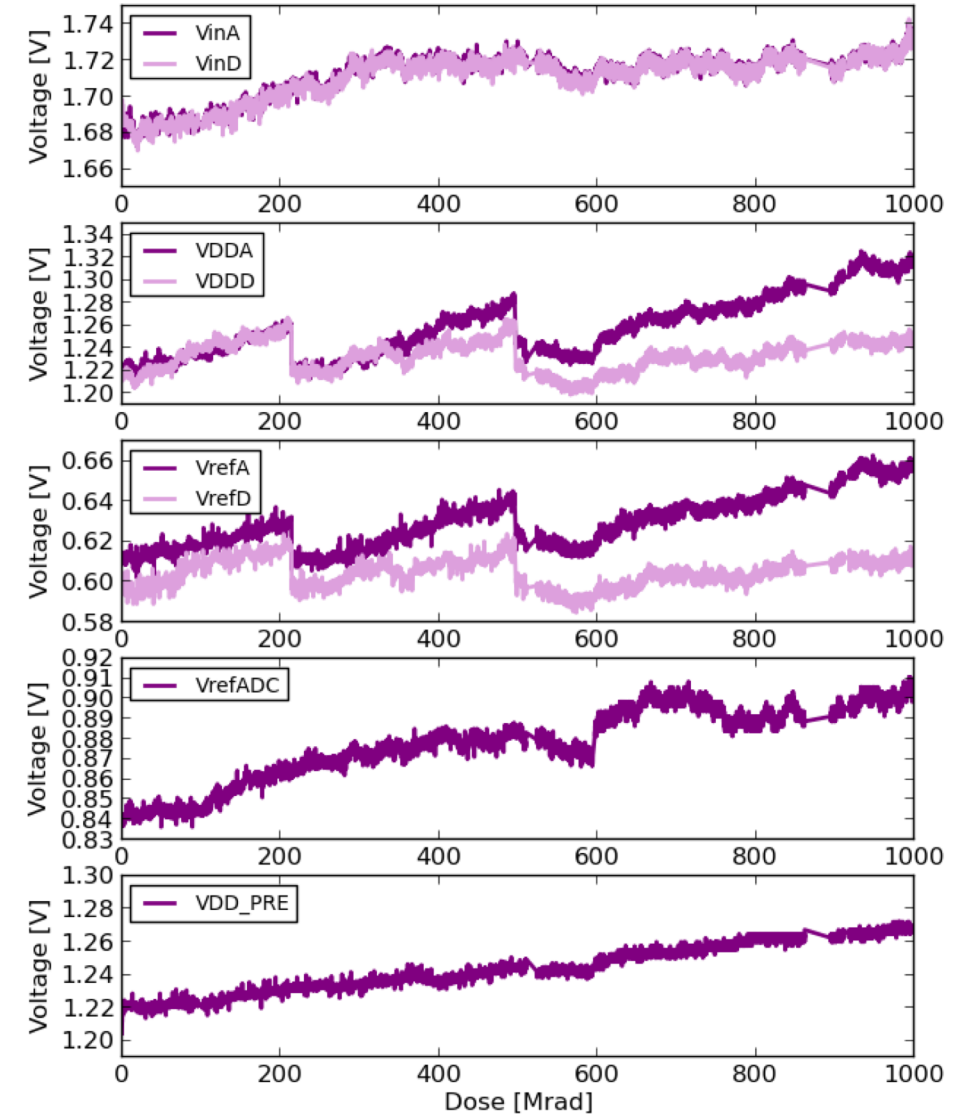 Voltage [V]
1.74
1.72
1.70
1.68
1.66
VinA
VinD
0 200 400 600 800 1000
Voltage [V]
1.34
1.32
1.30
1.28
1.26
1.24
1.22
1.20
VDDA
VDDD
0 200 400 600 800 1000
Voltage [V]
0.66
0.64
0.62
0.60
0.58
VrefA
VrefD
0 200 400 600 800 1000
Voltage [V]
0.92
0.91
0.90
0.89
0.88
0.87
0.86
0.85
0.84
0.83
VrefADC
0 200 400 600 800 1000
Voltage [V]
1.30
1.28
1.26
1.24
1.22
1.20
VDD_PRE
0 200 400 600 800 1000
Dose [Mrad]